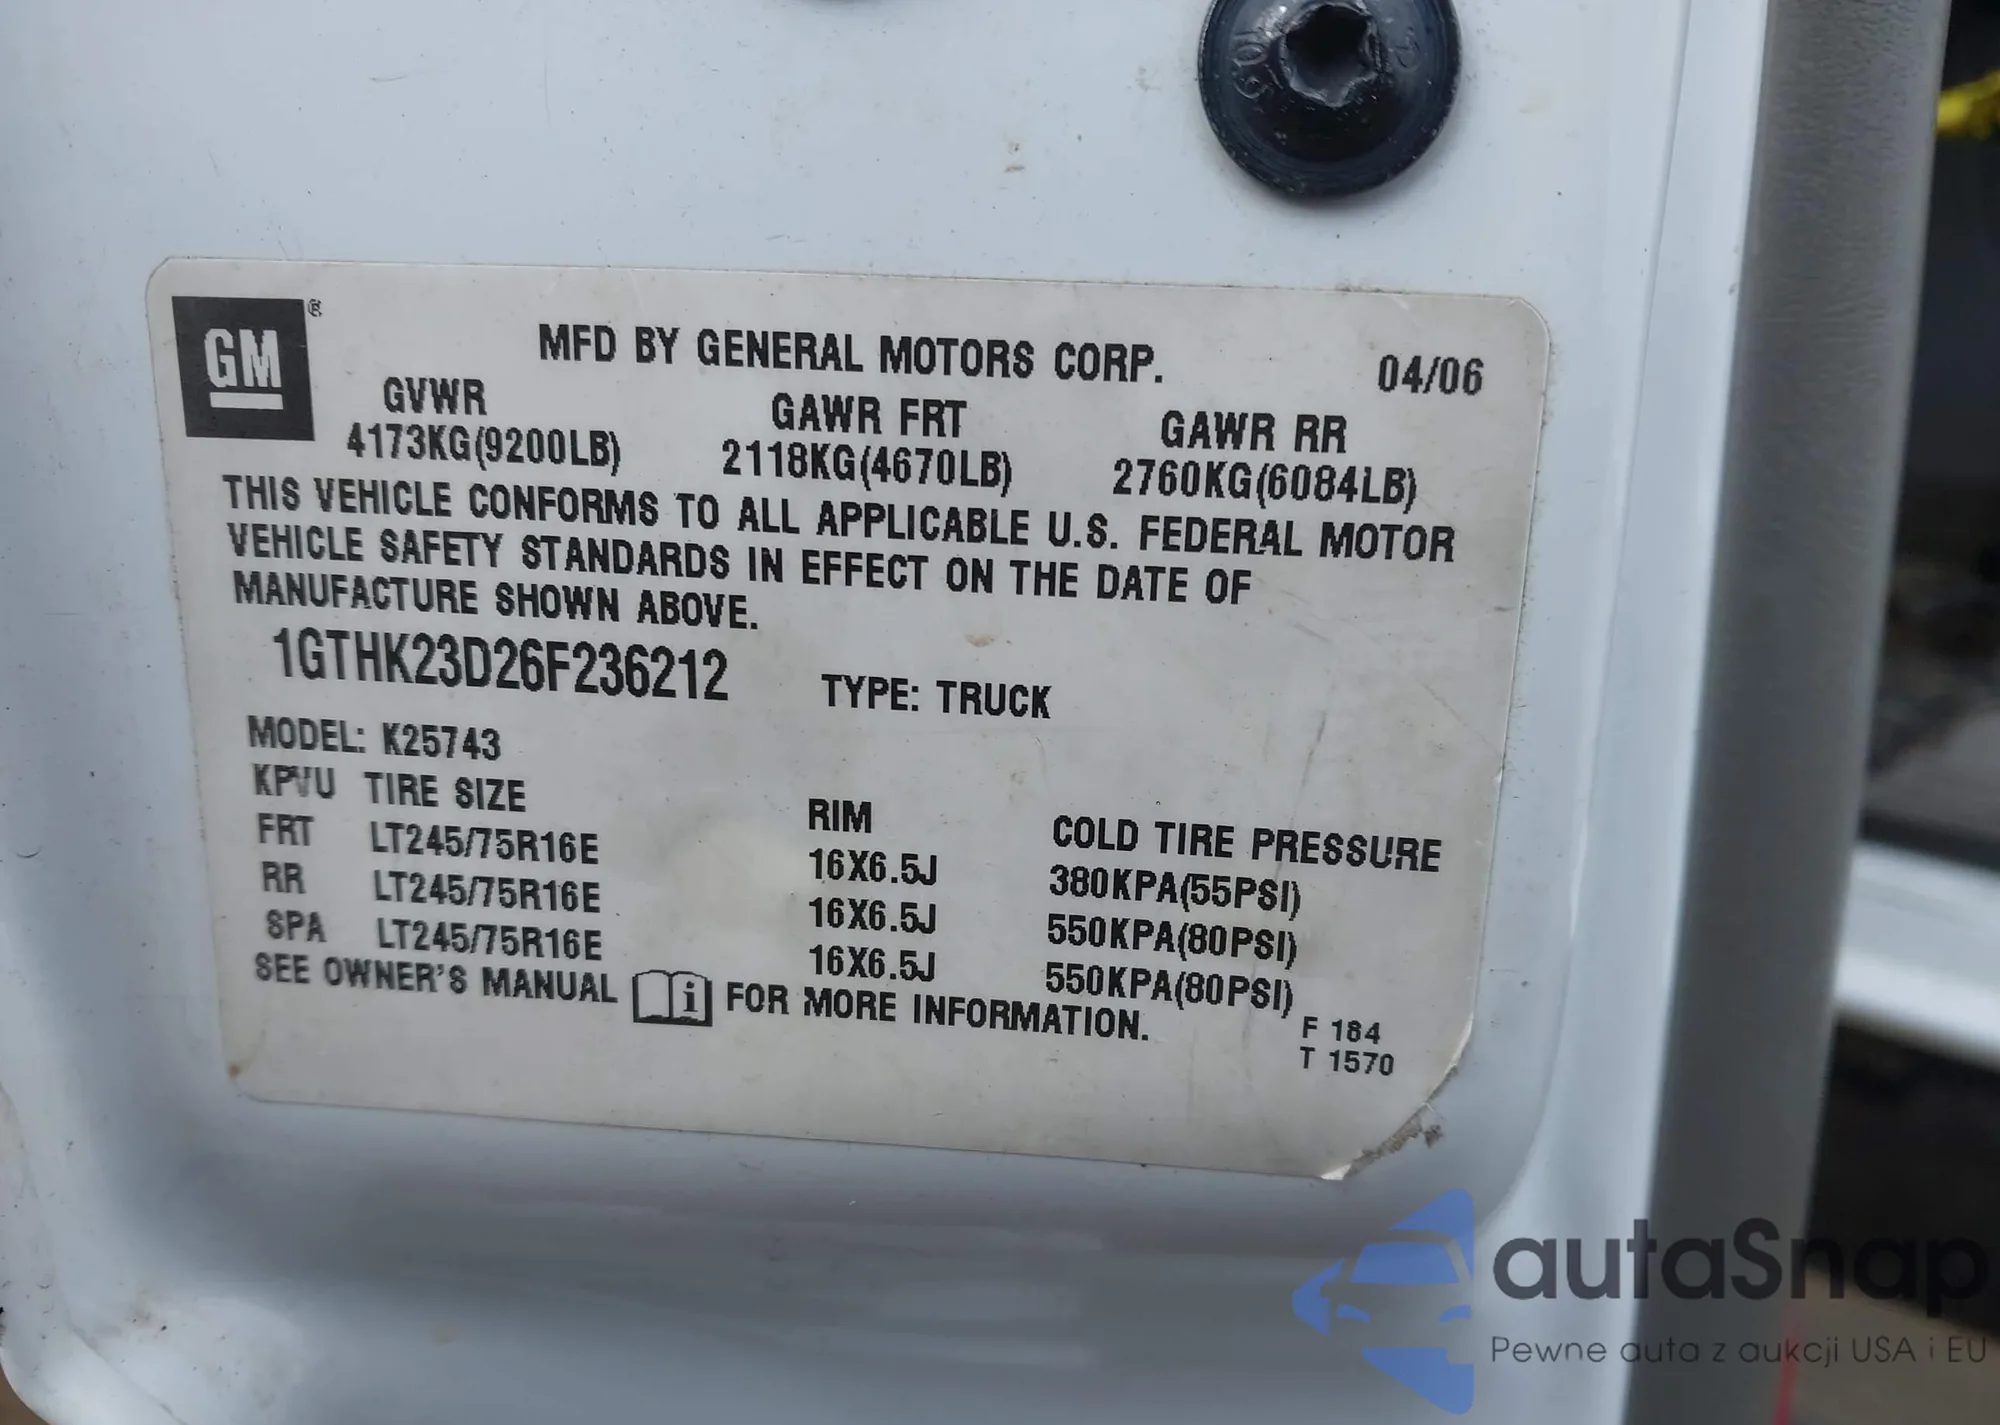 GM ®
MFD BY GENERAL MOTORS CORP. 04/06
GVWR GAWR FRT GAWR RR
4173KG(9200LB) 2118KG(4670LB) 2760KG(6084LB)
THIS VEHICLE CONFORMS TO ALL APPLICABLE U.S. FEDERAL MOTOR
VEHICLE SAFETY STANDARDS IN EFFECT ON THE DATE OF
MANUFACTURE SHOWN ABOVE.
1GTHK23D26F236212 TYPE: TRUCK
MODEL: K25743
KPVU TIRE SIZE RIM COLD TIRE PRESSURE
FRT LT245/75R16E 16X6.5J 380KPA(55PSI)
RR LT245/75R16E 16X6.5J 550KPA(80PSI)
SPA LT245/75R16E 16X6.5J 550KPA(80PSI)
SEE OWNER'S MANUAL i FOR MORE INFORMATION.
F 184
T 1570
autaSnap
Pewne auta z aukcji USA i EU